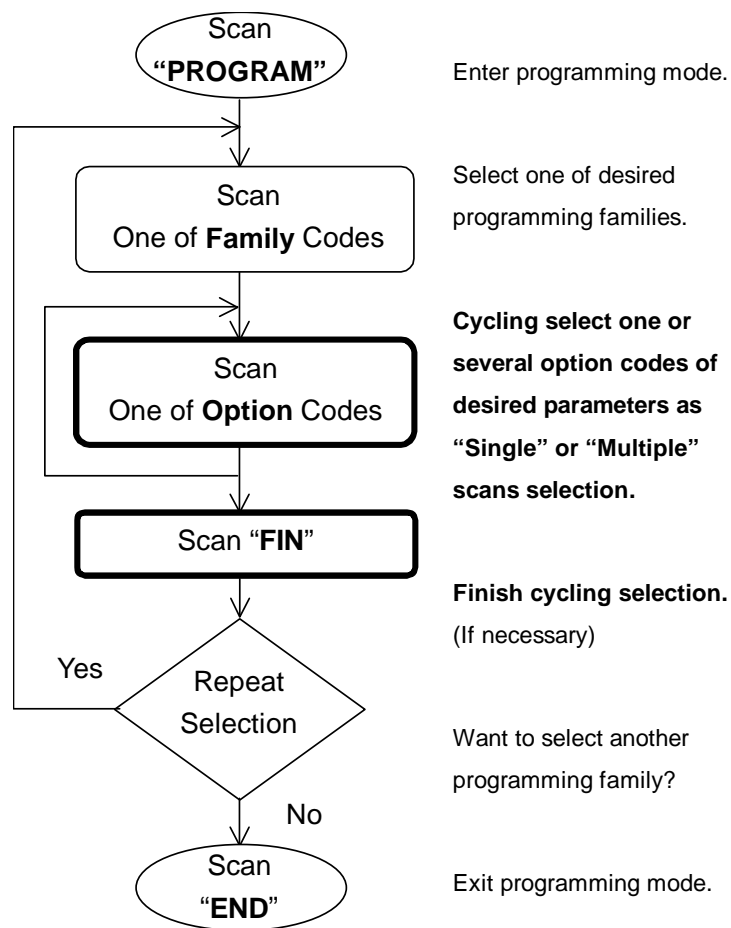 Scan
“PROGRAM”
Enter programming mode.
Scan
One of Family Codes
Select one of desired
programming families.
Scan
One of Option Codes
Cycling select one or
several option codes of
desired parameters as
“Single” or “Multiple”
scans selection.
Scan “FIN”
Finish cycling selection.
(If necessary)
Yes
Repeat
Selection
Want to select another
programming family?
No
Scan
“END”
Exit programming mode.